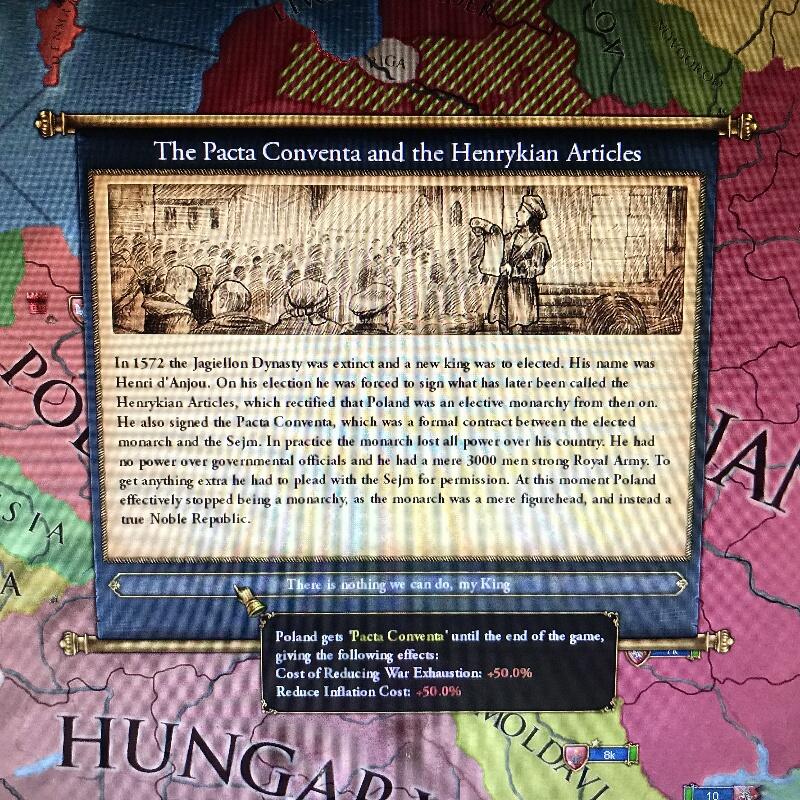 DENMA
RIGA
NOVGOROD
The Pacta Conventa and the Henrykian Articles
In 1572 the Jagiellon Dynasty was extinct and a new king was to elected. His name was
Henri d'Anjou. On his election he was forced to sign what has later been called the
Henrykian Articles, which rectified that Poland was an elective monarchy from then on.
He also signed the Pacta Conventa, which was a formal contract between the elected
monarch and the Sejm. In practice the monarch lost all power over his country. He had
no power over governmental officials and he had a mere 3000 men strong Royal Army. To
get anything extra he had to plead with the Sejm for permission. At this moment Poland
effectively stopped being a monarchy, as the monarch was a mere figurehead, and instead a
true Noble Republic.
There is nothing we can do, my King
Poland gets 'Pacta Conventa' until the end of the game,
giving the following effects:
Cost of Reducing War Exhaustion: +50.0%
Reduce Inflation Cost: +50.0%
POL
SIA
A
HUNGARY
MOLDAVI
8k
10